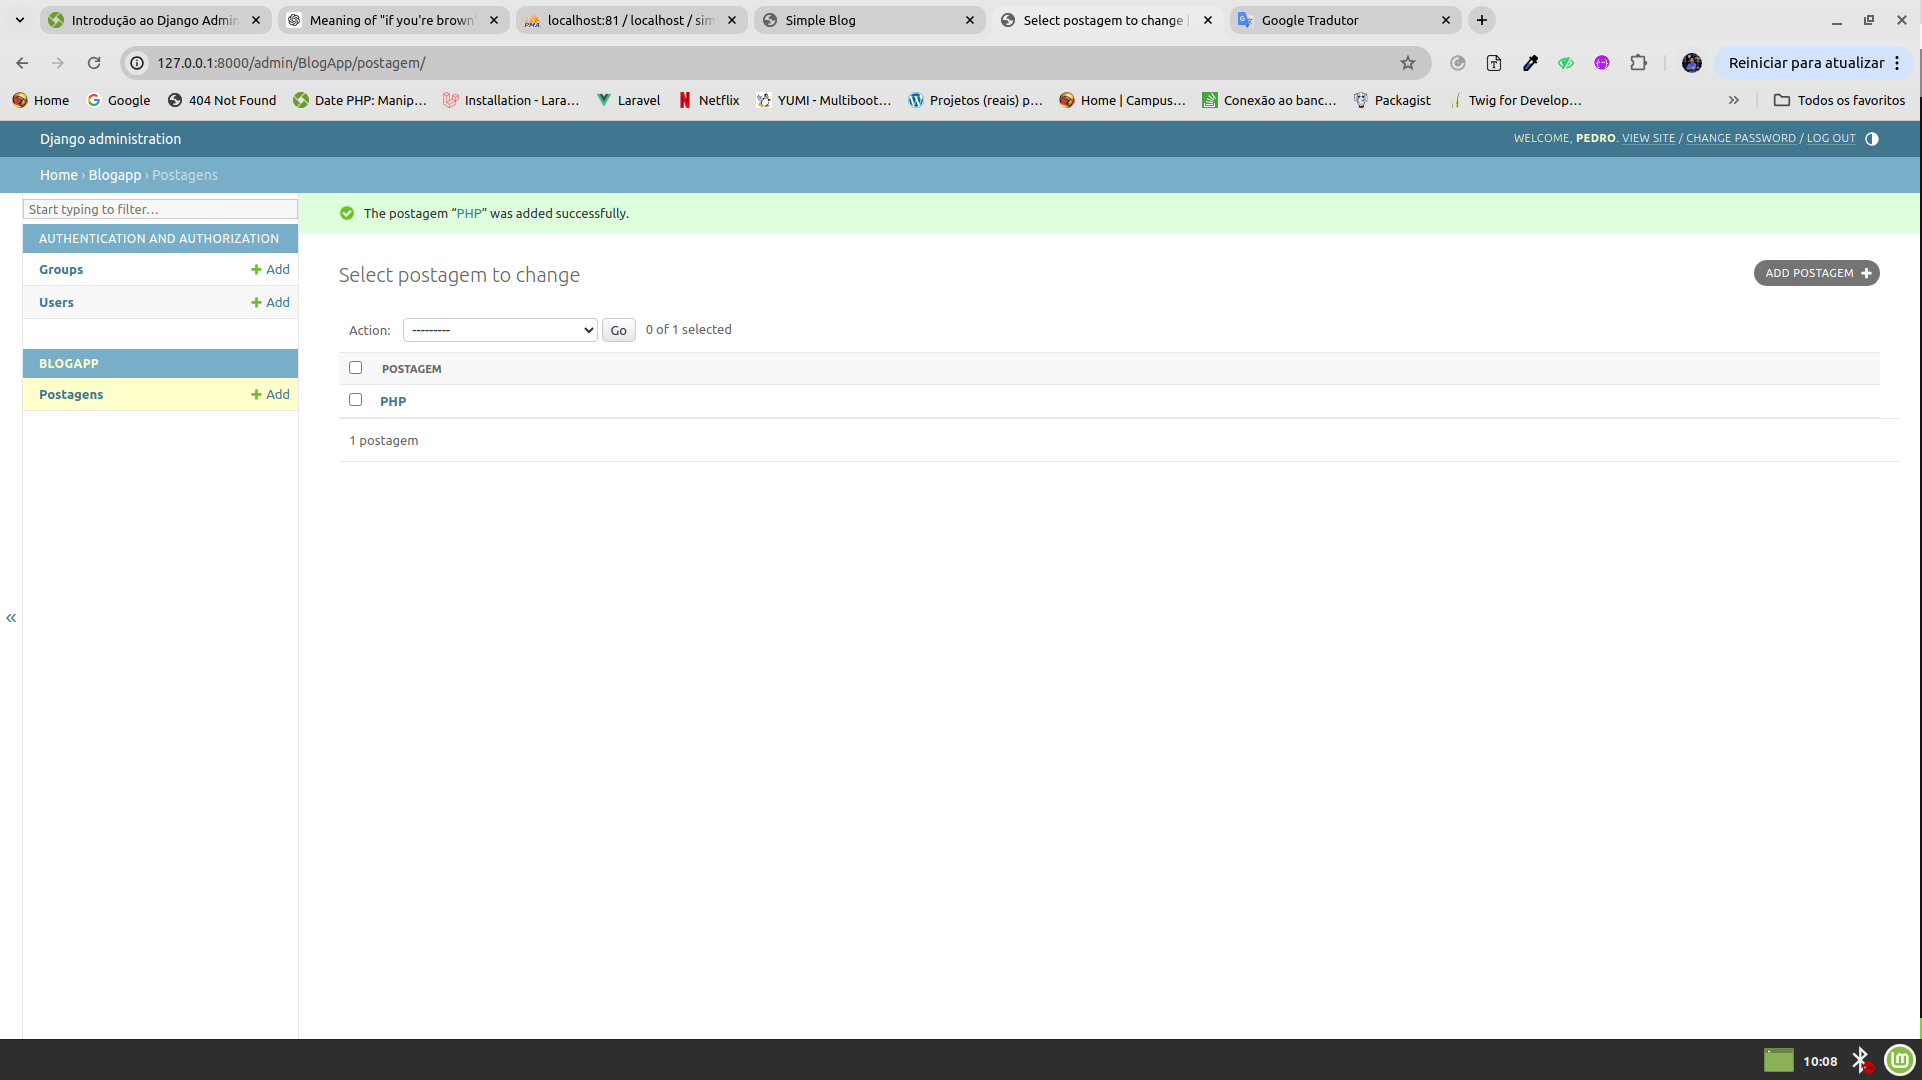 Introdução ao Django Admin
Meaning of "if you're brown"
localhost:81 / localhost / sim
Simple Blog
Select postagem to change |
Google Tradutor
127.0.0.1:8000/admin/BlogApp/postagem/
Reiniciar para atualizar
Home
Google
404 Not Found
Date PHP: Manip...
Installation - Lara...
Laravel
Netflix
YUMI - Multiboot...
Projetos (reais) p...
Home | Campus...
Conexão ao banc...
Packagist
Twig for Develop...
Todos os favoritos
Django administration
WELCOME, PEDRO. VIEW SITE / CHANGE PASSWORD / LOG OUT
Home › Blogapp › Postagens
Start typing to filter...
The postagem “PHP” was added successfully.
AUTHENTICATION AND AUTHORIZATION
Groups + Add
Users + Add
BLOGAPP
Postagens + Add
Select postagem to change
ADD POSTAGEM +
Action: --------- Go 0 of 1 selected
POSTAGEM
PHP
1 postagem
«
10:08